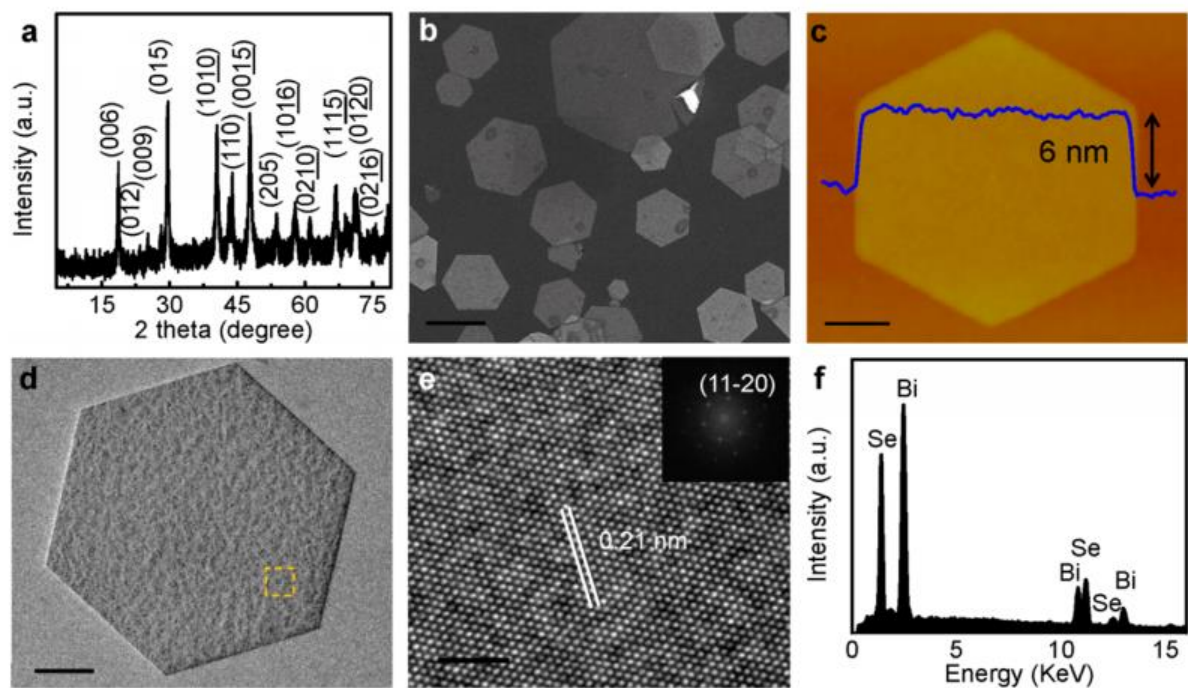 a
Intensity (a.u.)
(006)
(012)
(009)
(015)
(1010)
(110)
(0015)
(205)
(1016)
(0210)
(1115)
(0120)
(0216)
15 30 45 60 75
2 theta (degree)
b
c
6 nm
d
e
(11-20)
0.21 nm
f
Intensity (a.u.)
Se
Bi
Bi
Se
Se
Bi
0 5 10 15
Energy (KeV)